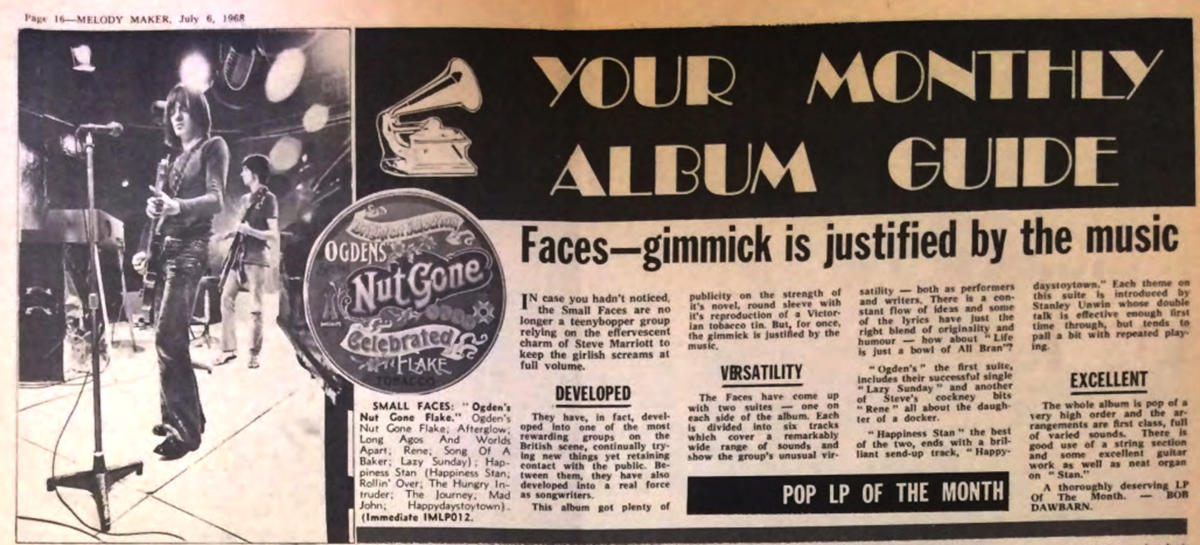 Page 16—MELODY MAKER, July 6, 1968
YOUR MONTHLY
ALBUM GUIDE
OGDENS'
Nut Gone
Celebrated
FLAKE
TOBACCO
Faces—gimmick is justified by the music
SMALL FACES: "Ogden's
Nut Gone Flake." Ogden's
Nut Gone Flake; Afterglow;
Long Agos And Worlds
Apart; Rene; Song Of A
Baker; Lazy Sunday); Hap-
piness Stan (Happiness Stan;
Rollin' Over; The Hungry In-
truder; The Journey; Mad
John; Happydaystoytown).
(Immediate IMLP012.
IN case you hadn't noticed,
the Small Faces are no
longer a teenybopper group
relying on the effervescent
charm of Steve Marriott to
keep the girlish screams at
full volume.
DEVELOPED
They have, in fact, devel-
oped into one of the most
rewarding groups on the
British scene, continually try-
ing new things yet retaining
contact with the public. Be-
tween them, they have also
developed into a real force
as songwriters.
This album got plenty of
publicity on the strength of
it's novel, round sleeve with
it's reproduction of a Victor-
ian tobacco tin. But, for once,
the gimmick is justified by the
music.
VERSATILITY
The Faces have come up
with two suites — one on
each side of the album. Each
is divided into six tracks
which cover a remarkably
wide range of sounds and
show the group's unusual vir-
satility — both as performers
and writers. There is a con-
stant flow of ideas and some
of the lyrics have just the
right blend of originality and
humour — how about "Life
is just a bowl of All Bran"?
"Ogden's" the first suite,
includes their successful single
"Lazy Sunday" and another
of Steve's cockney bits
"Rene" all about the daugh-
ter of a docker.
"Happiness Stan" the best
of the two, ends with a bril-
liant send-up track, "Happy-
daystoytown." Each theme on
this suite is introduced by
Stanley Unwin whose double
talk is effective enough first
time through, but tends to
pall a bit with repeated play-
ing.
EXCELLENT
The whole album is pop of a
very high order and the ar-
rangements are first class, full
of varied sounds. There is
good use of a string section
and some excellent guitar
work as well as neat organ
on "Stan."
A thoroughly deserving LP
Of The Month. — BOB
DAWBARN.
POP LP OF THE MONTH